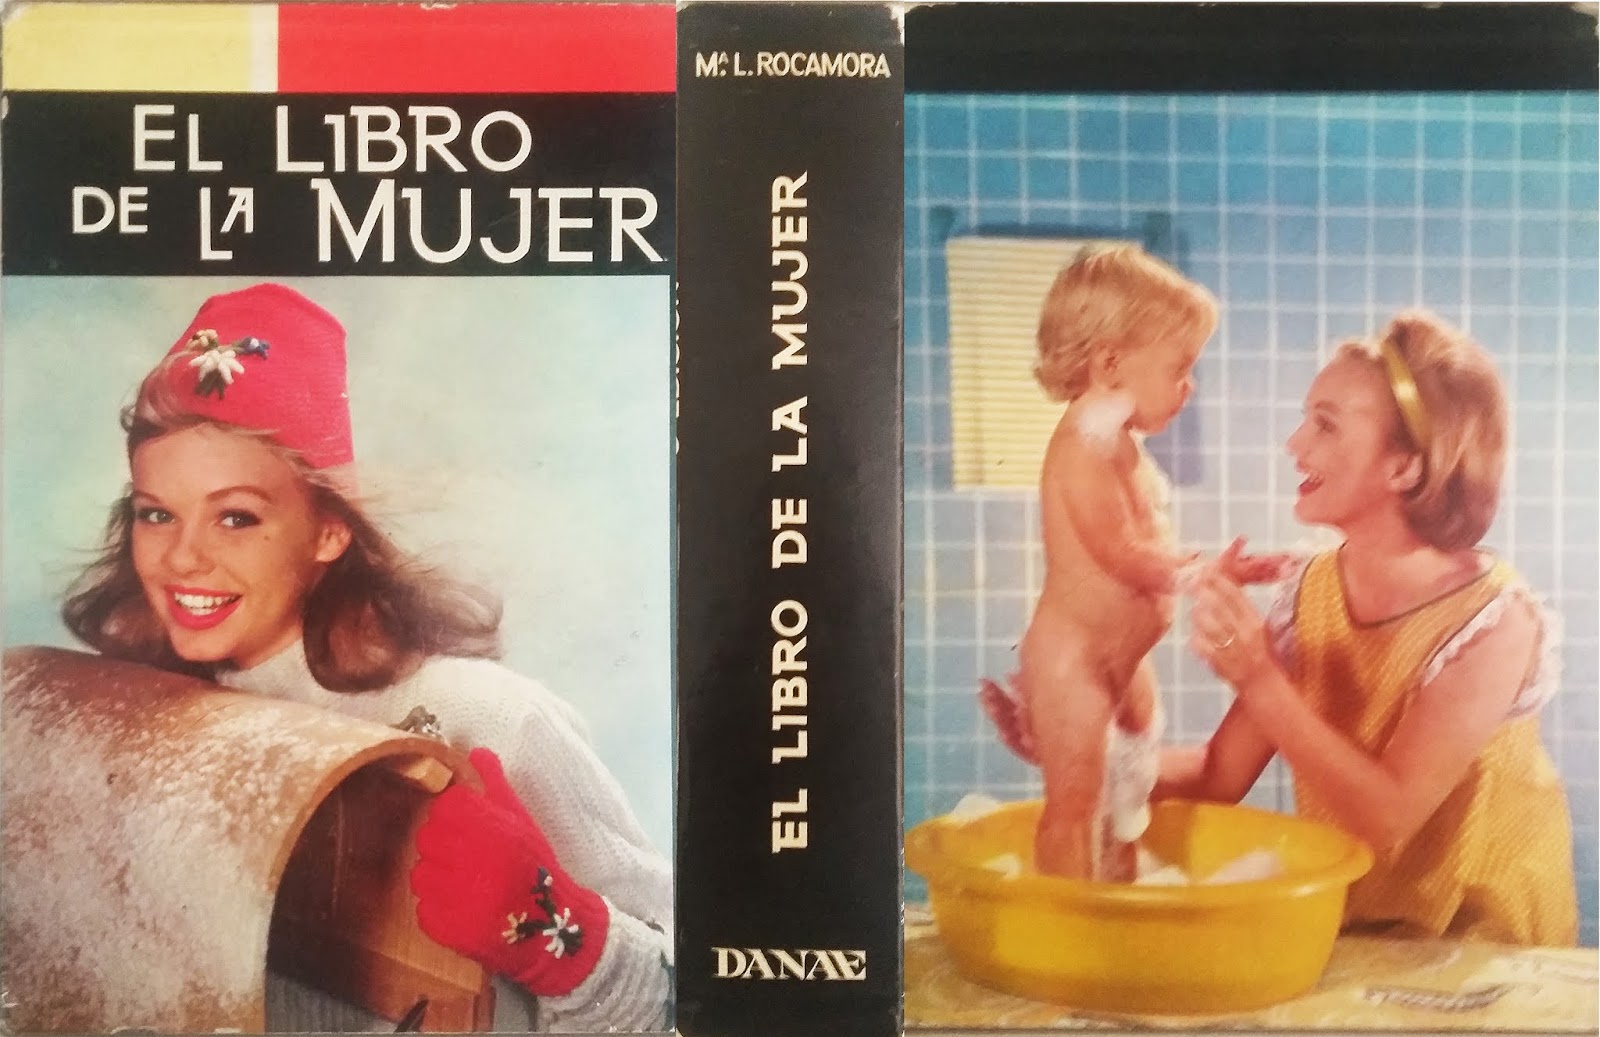 EL LIBRO
DE LA MUJER
Mª L. ROCAMORA
EL LIBRO DE LA MUJER
DANAE